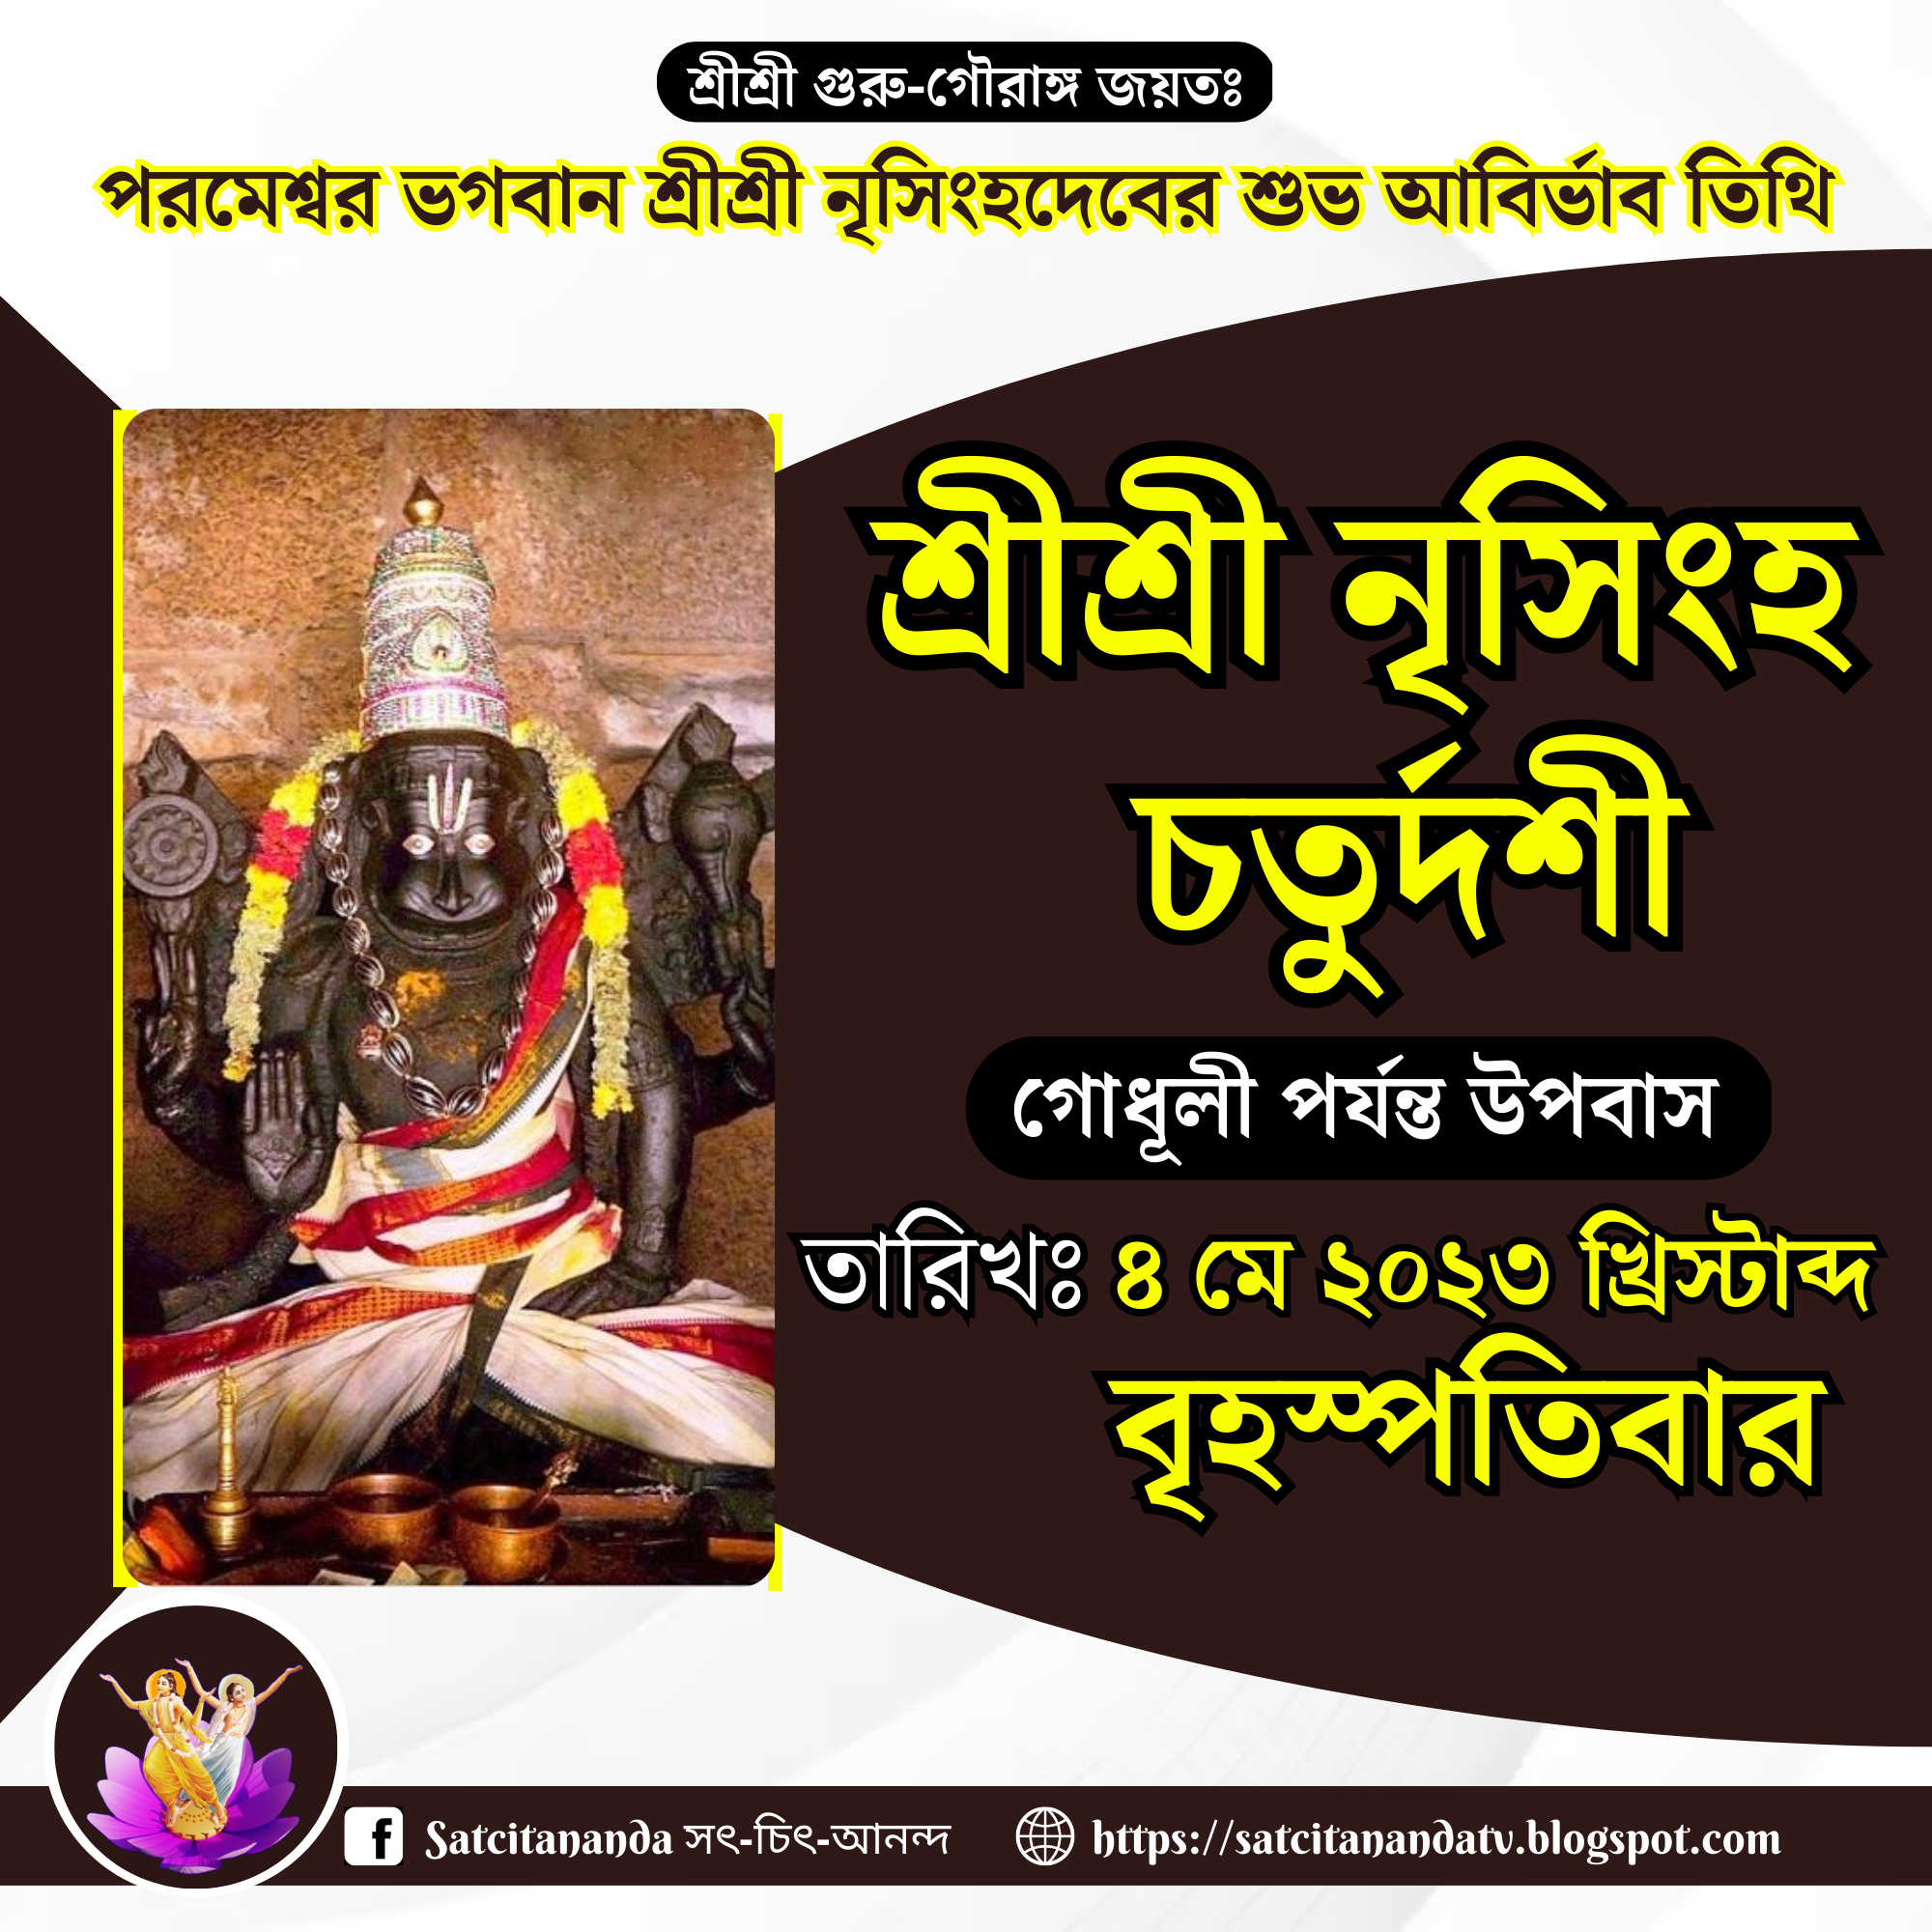 শ্রীশ্রী গুরু-গৌরাঙ্গ জয়তঃ
পরমেশ্বর ভগবান শ্রীশ্রী নৃসিংহদেবের শুভ আবির্ভাব তিথি
শ্রীশ্রী নৃসিংহ
চতুর্দশী
গোধূলী পর্যন্ত উপবাস
তারিখঃ ৪ মে ২০২৩ খ্রিস্টাব্দ
বৃহস্পতিবার
Satcitananda সৎ-চিৎ-আনন্দ
https://satcitanandatv.blogspot.com